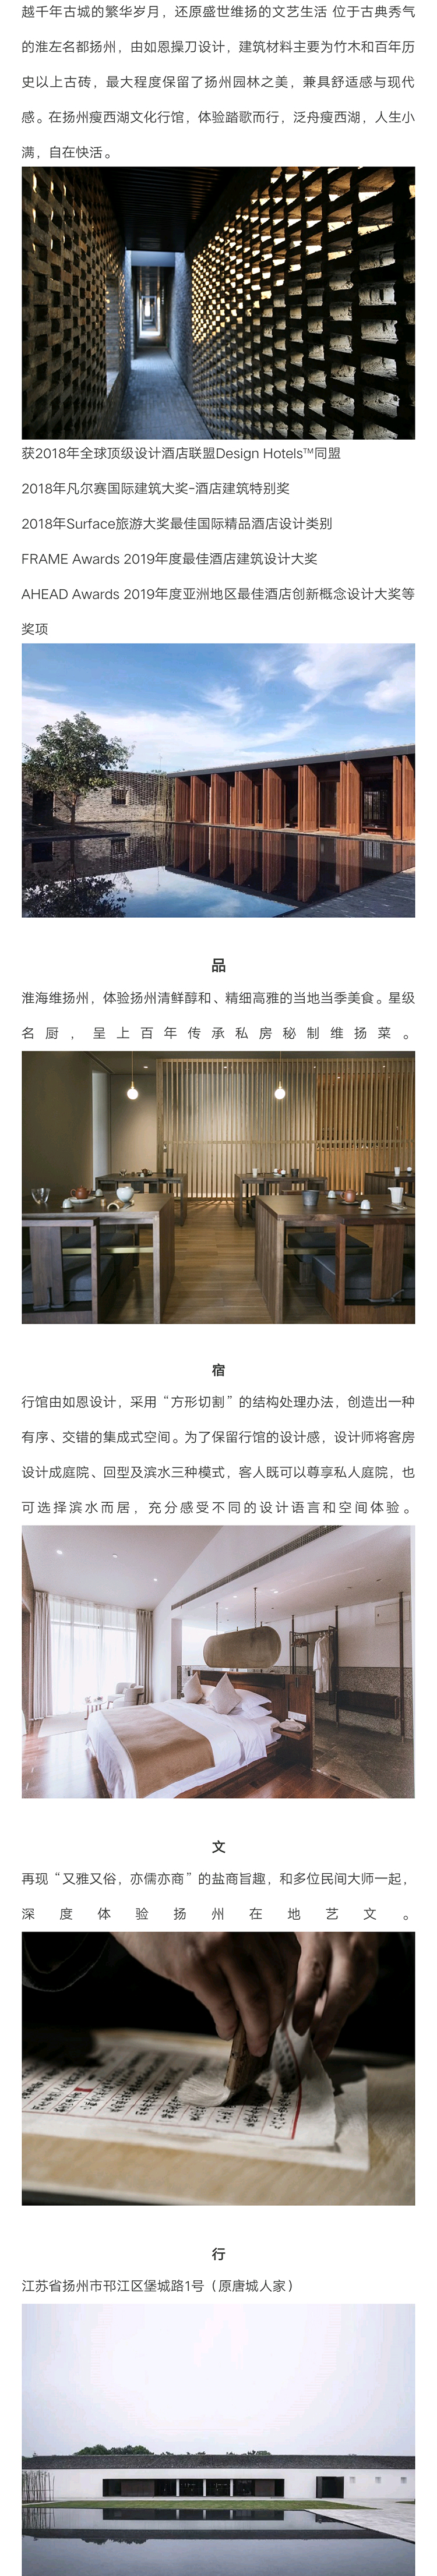 越千年古城的繁华岁月，还原盛世维扬的文艺生活 位于古典秀气
的淮左名都扬州，由如恩操刀设计，建筑材料主要为竹木和百年历
史以上古砖，最大程度保留了扬州园林之美，兼具舒适感与现代
感。在扬州瘦西湖文化行馆，体验踏歌而行，泛舟瘦西湖，人生小
满，自在快活。
获2018年全球顶级设计酒店联盟Design Hotels™同盟
2018年凡尔赛国际建筑大奖-酒店建筑特别奖
2018年Surface旅游大奖最佳国际精品酒店设计类别
FRAME Awards 2019年度最佳酒店建筑设计大奖
AHEAD Awards 2019年度亚洲地区最佳酒店创新概念设计大奖等
奖项
品
淮海维扬州，体验扬州清鲜醇和、精细高雅的当地当季美食。星级
名厨，呈上百年传承私房秘制维扬菜。
宿
行馆由如恩设计，采用“方形切割”的结构处理办法，创造出一种
有序、交错的集成式空间。为了保留行馆的设计感，设计师将客房
设计成庭院、回型及滨水三种模式，客人既可以尊享私人庭院，也
可选择滨水而居，充分感受不同的设计语言和空间体验。
文
再现“又雅又俗，亦儒亦商”的盐商旨趣，和多位民间大师一起，
深度体验扬州在地艺文。
行
江苏省扬州市邗江区堡城路1号（原唐城人家）